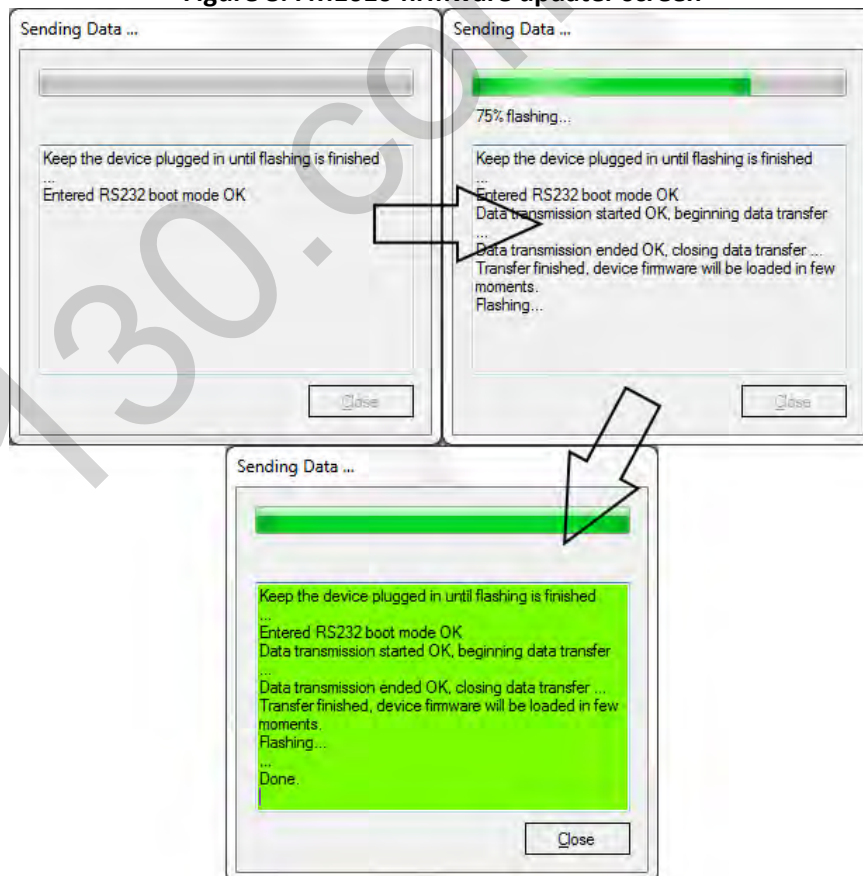 Figure firmware updater screen
Sending Data ...
Keep the device plugged in until flashing is finished
...
Entered RS232 boot mode OK
Close
Sending Data ...
75% flashing...
Keep the device plugged in until flashing is finished
...
Entered RS232 boot mode OK
Data transmission started OK, beginning data transfer
...
Data transmission ended OK, closing data transfer ...
Transfer finished, device firmware will be loaded in few
moments.
Flashing...
Close
Sending Data ...
Keep the device plugged in until flashing is finished
...
Entered RS232 boot mode OK
Data transmission started OK, beginning data transfer
...
Data transmission ended OK, closing data transfer ...
Transfer finished, device firmware will be loaded in few
moments.
Flashing...
...
Done.
Close
130.com